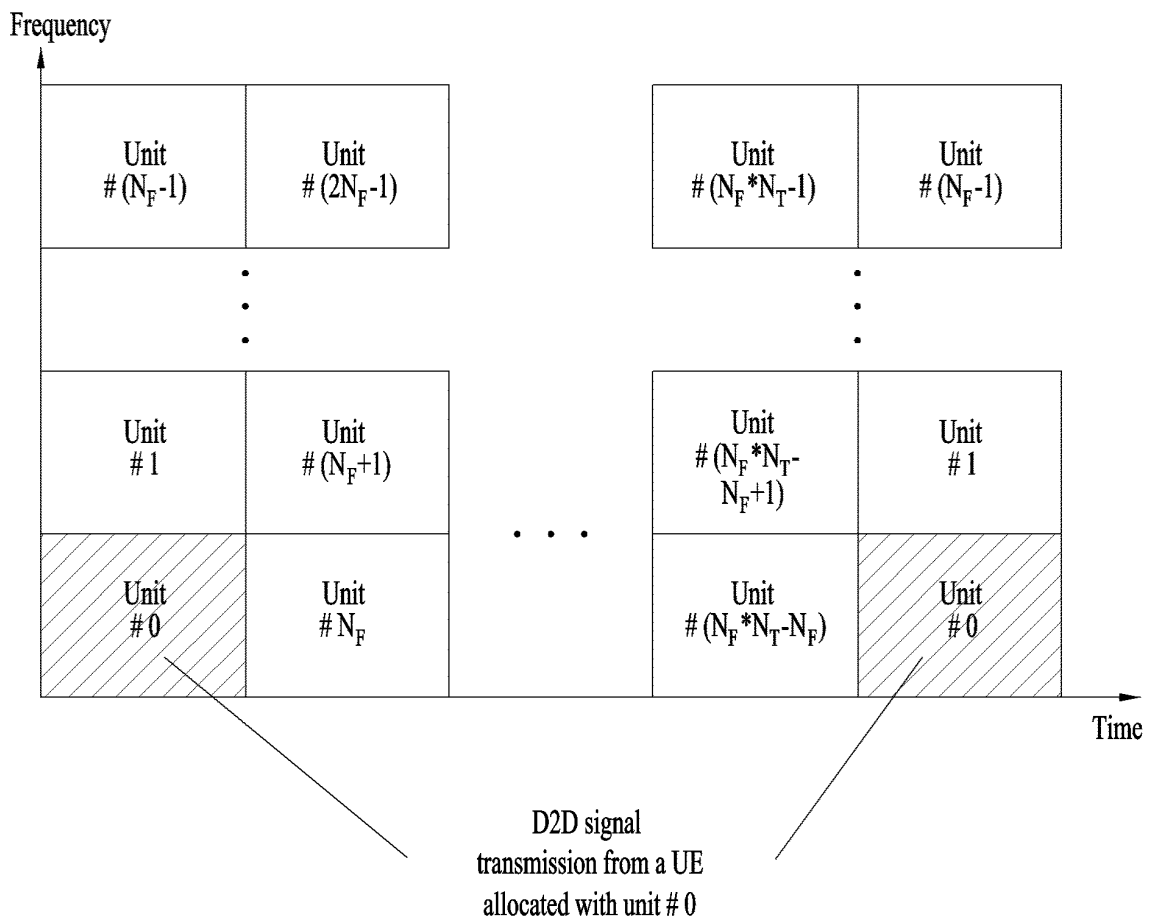 Frequency
Unit
# (N_F-1)
Unit
# (2N_F-1)
Unit
# (N_F*N_T-1)
Unit
# (N_F-1)
Unit
# 1
Unit
# (N_F+1)
Unit
# (N_F*N_T-
N_F+1)
Unit
# 1
Unit
# 0
Unit
# N_F
Unit
# (N_F*N_T-N_F)
Unit
# 0
Time
D2D signal
transmission from a UE
allocated with unit # 0